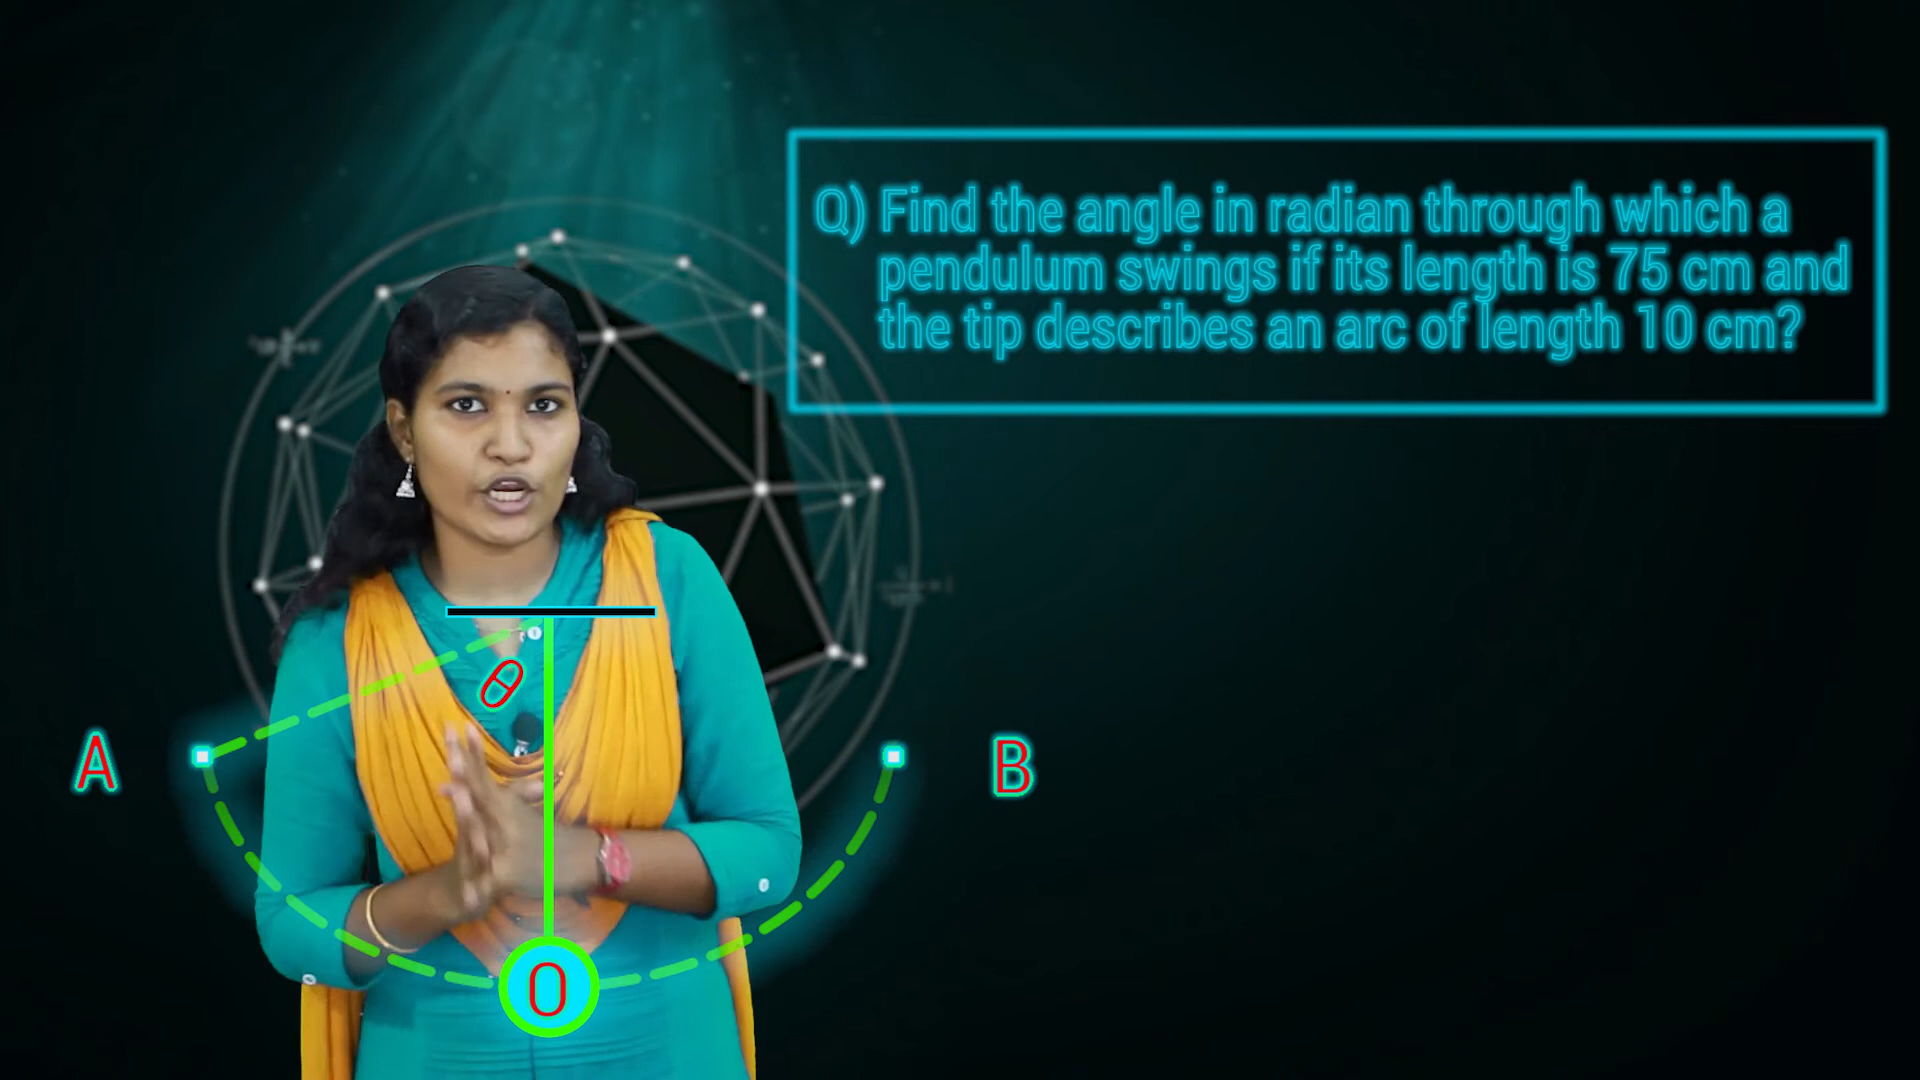 Q) Find the angle in radian through which a
pendulum swings if its length is 75 cm and
the tip describes an arc of length 10 cm?
θ
A
B
O